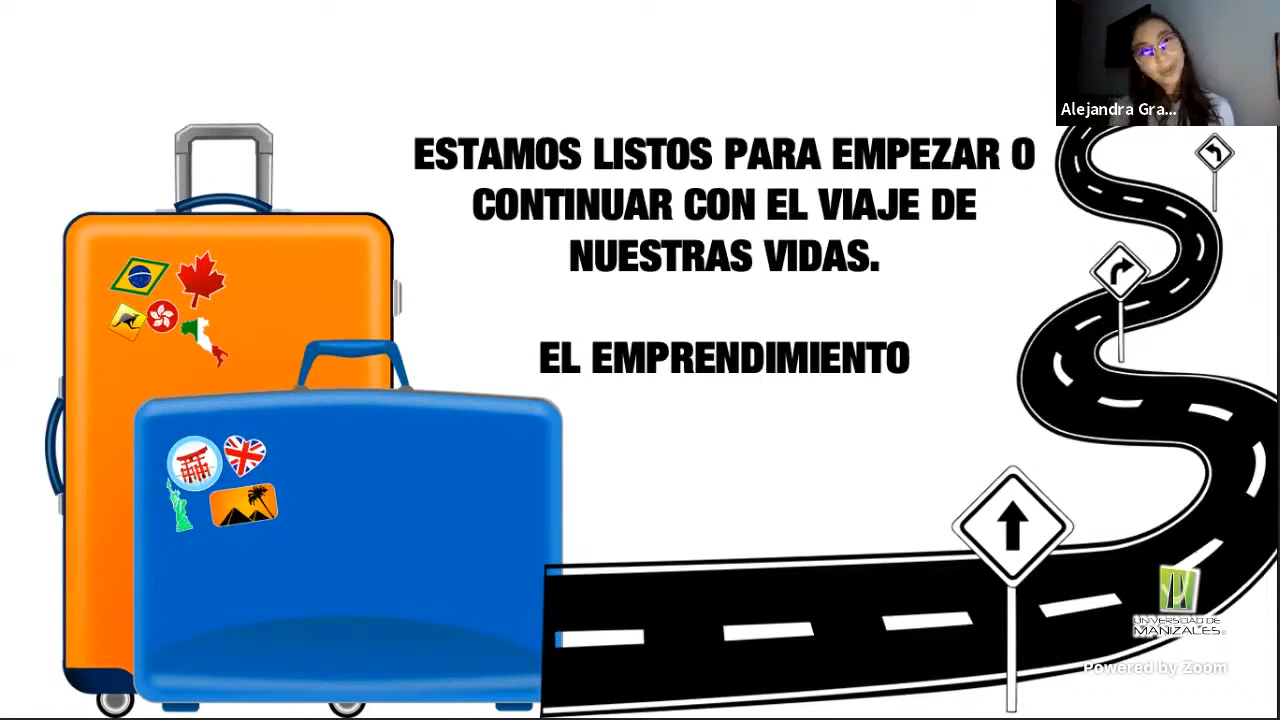 Alejandra Gra...
ESTAMOS LISTOS PARA EMPEZAR O
CONTINUAR CON EL VIAJE DE
NUESTRAS VIDAS.
EL EMPRENDIMIENTO
UNIVERSIDAD DE
MANIZALES
Powered by Zoom